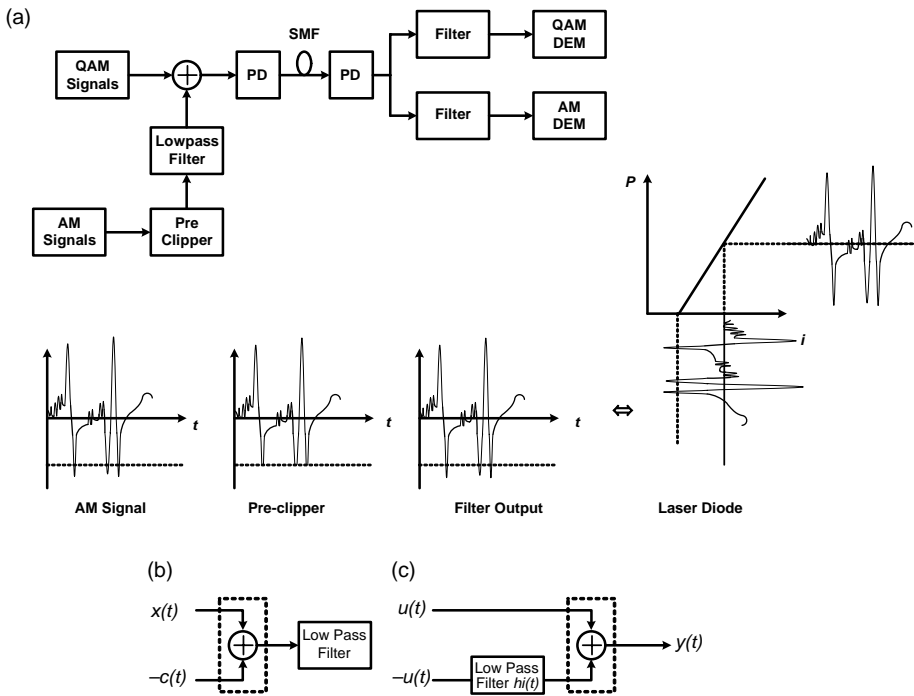 (a)
QAM
Signals
PD
SMF
PD
Filter
QAM
DEM
Filter
AM
DEM
Lowpass
Filter
AM
Signals
Pre
Clipper
P
i
t
t
t
⇔
AM Signal
Pre-clipper
Filter Output
Laser Diode
(b)
x(t)
–c(t)
Low Pass
Filter
(c)
u(t)
–u(t)
Low Pass
Filter hi(t)
y(t)